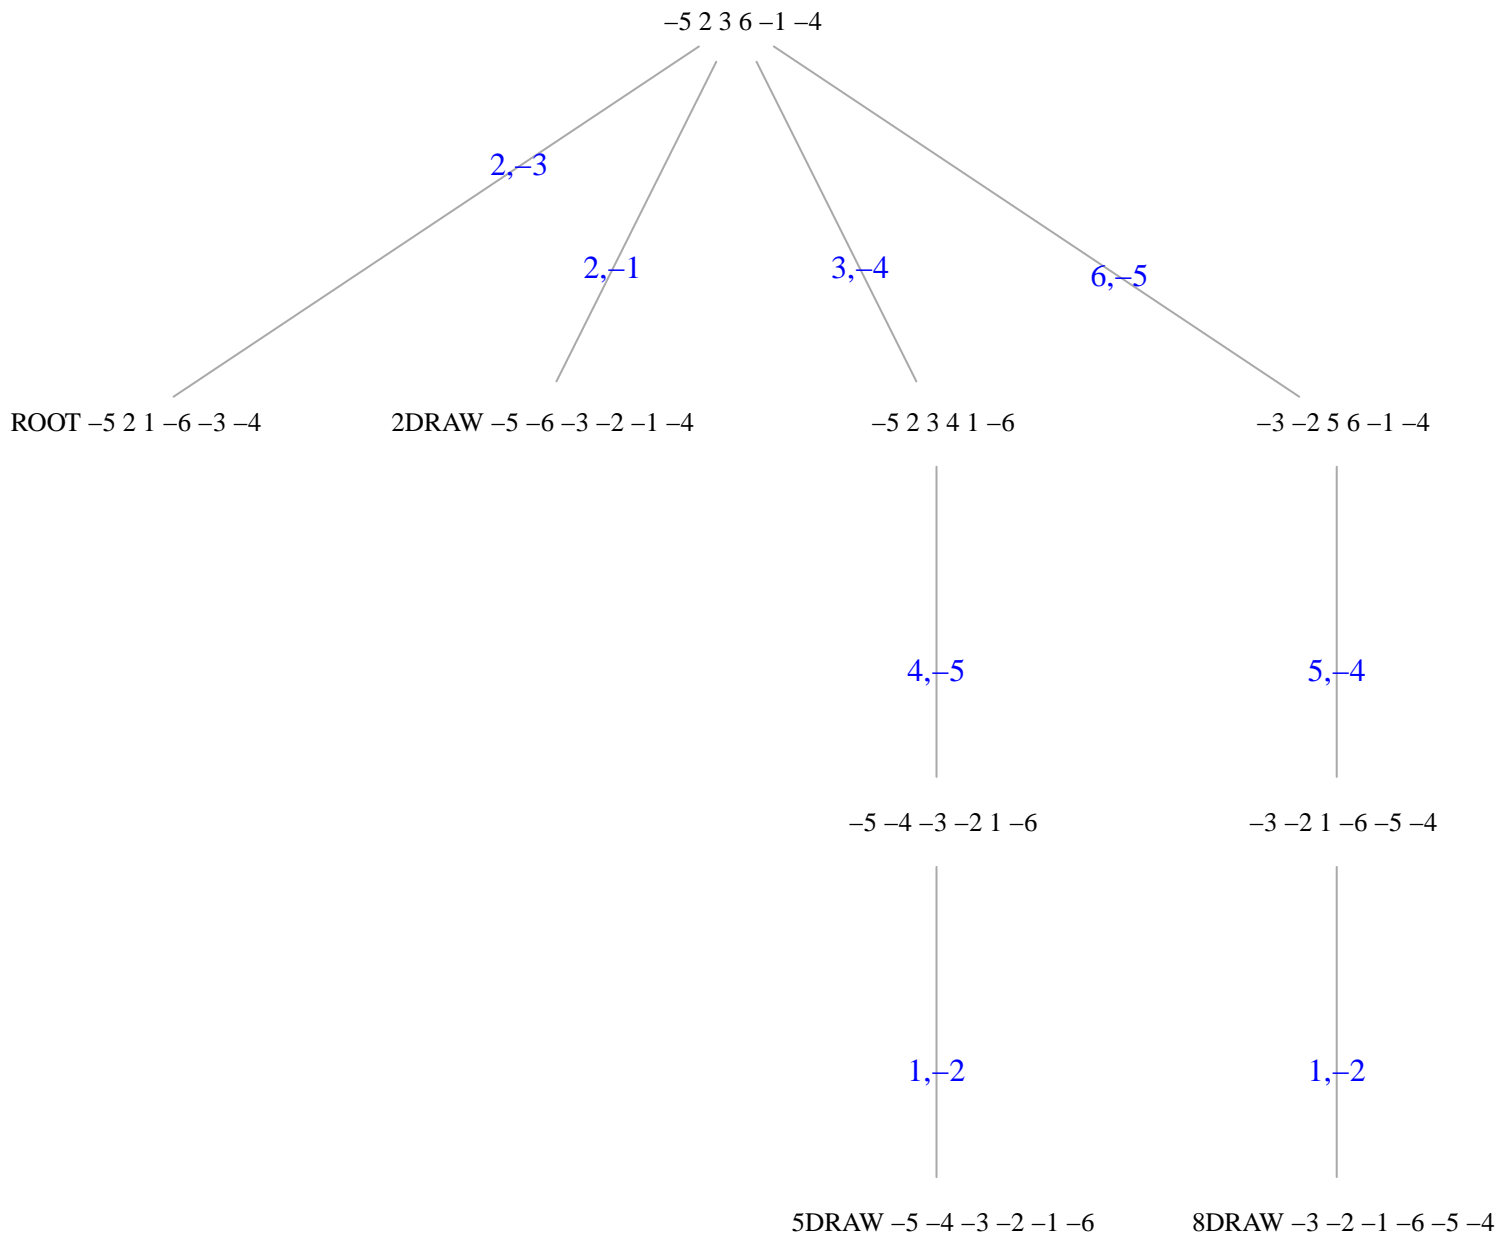 –5 2 3 6 –1 –4
2,–3
2,–1
3,–4
6,–5
ROOT –5 2 1 –6 –3 –4
2DRAW –5 –6 –3 –2 –1 –4
–5 2 3 4 1 –6
–3 –2 5 6 –1 –4
4,–5
5,–4
–5 –4 –3 –2 1 –6
–3 –2 1 –6 –5 –4
1,–2
1,–2
5DRAW –5 –4 –3 –2 –1 –6
8DRAW –3 –2 –1 –6 –5 –4